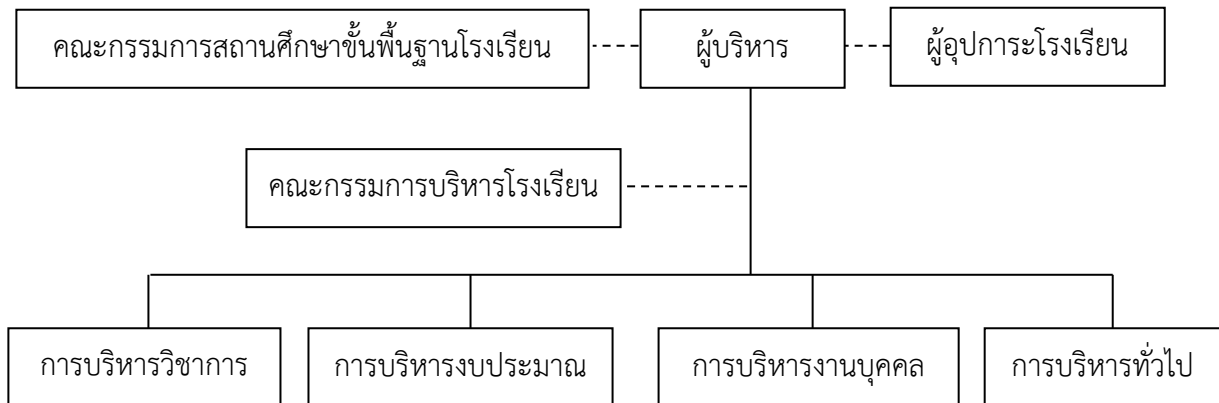 คณะกรรมการสถานศึกษาขั้นพื้นฐานโรงเรียน
ผู้บริหาร
ผู้อุปการะโรงเรียน
คณะกรรมการบริหารโรงเรียน
การบริหารวิชาการ
การบริหารงบประมาณ
การบริหารงานบุคคล
การบริหารทั่วไป